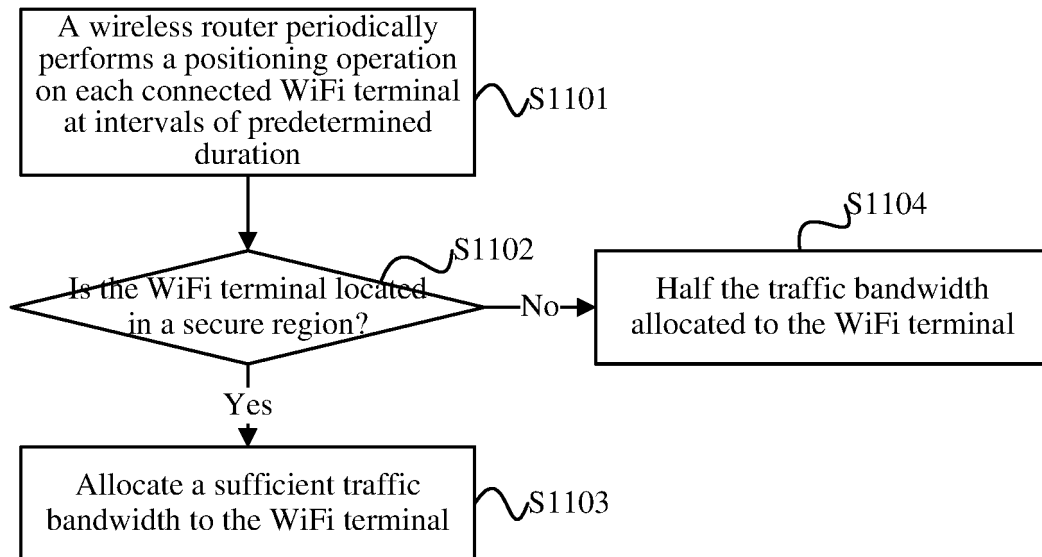 A wireless router periodically
performs a positioning operation
on each connected WiFi terminal
at intervals of predetermined
duration
S1101
S1104
S1102
Is the WiFi terminal located
in a secure region?
No
Half the traffic bandwidth
allocated to the WiFi terminal
Yes
Allocate a sufficient traffic
bandwidth to the WiFi terminal
S1103